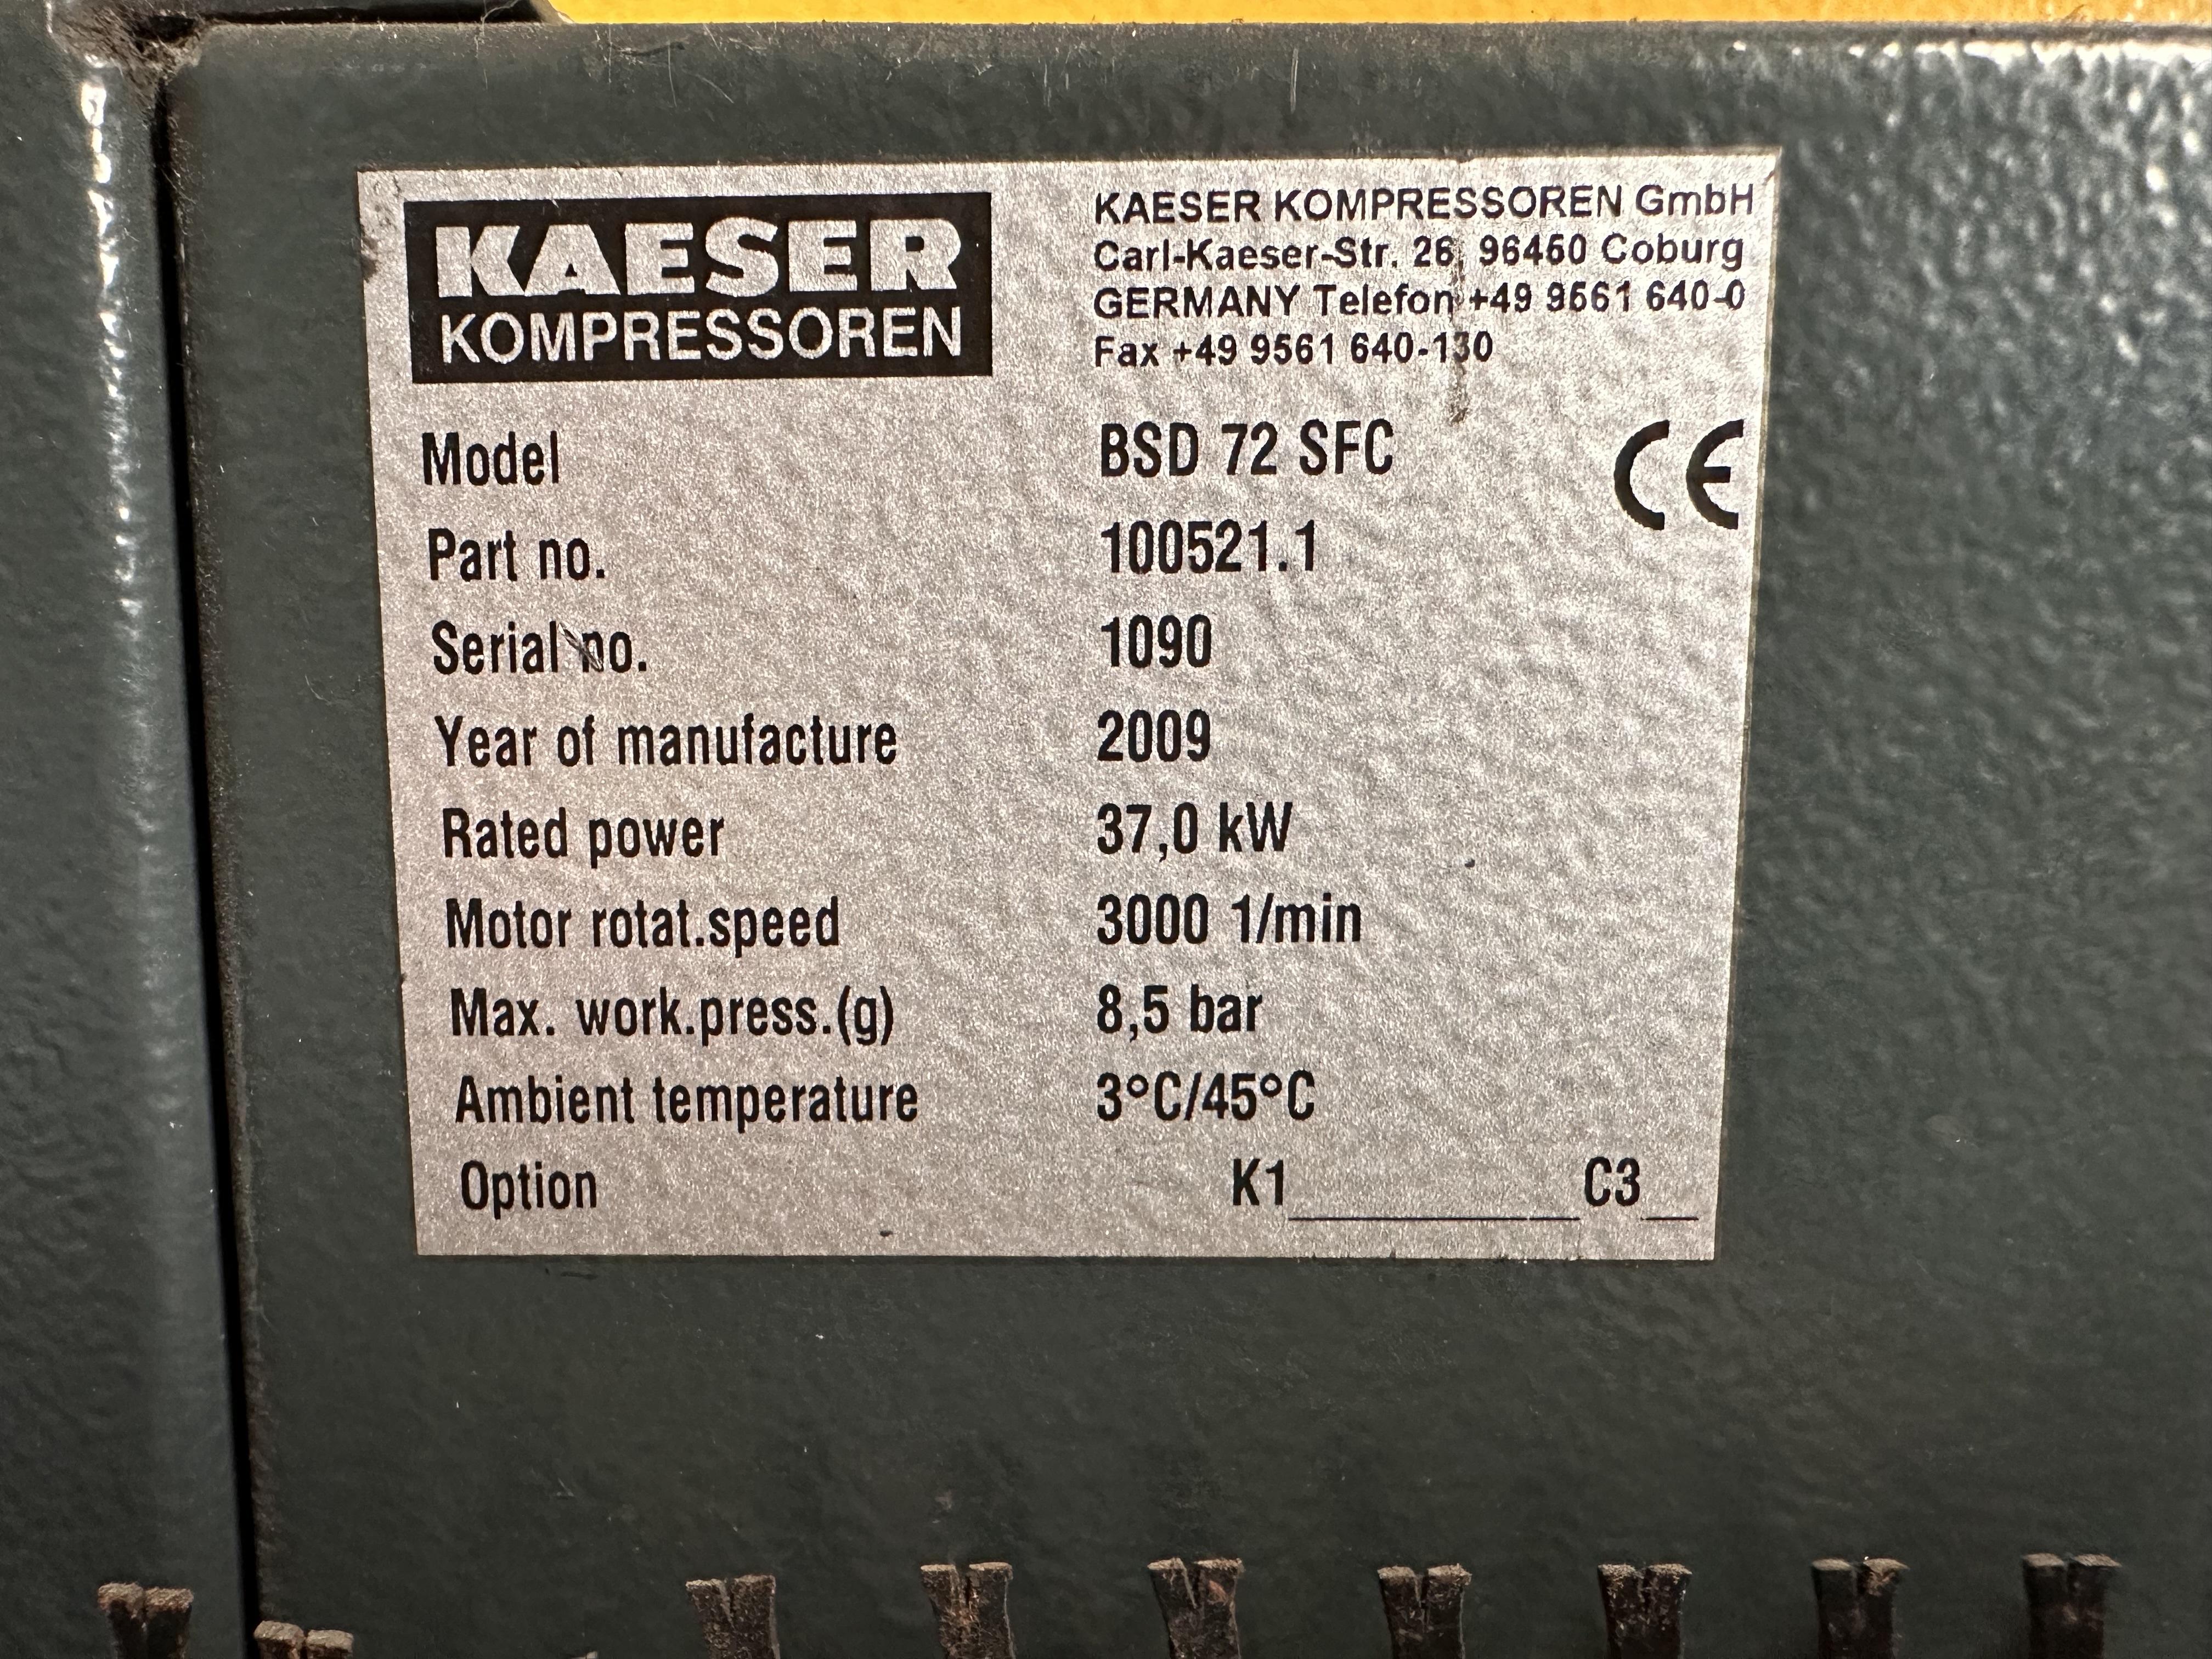 KAESER
KOMPRESSOREN
KAESER KOMPRESSOREN GmbH
Carl-Kaeser-Str. 26, 96450 Coburg
GERMANY Telefon +49 9561 640-0
Fax +49 9561 640-130
CE
Model BSD 72 SFC
Part no. 100521.1
Serial no. 1090
Year of manufacture 2009
Rated power 37,0 kW
Motor rotat.speed 3000 1/min
Max. work.press.(g) 8,5 bar
Ambient temperature 3°C/45°C
Option K1__________C3__